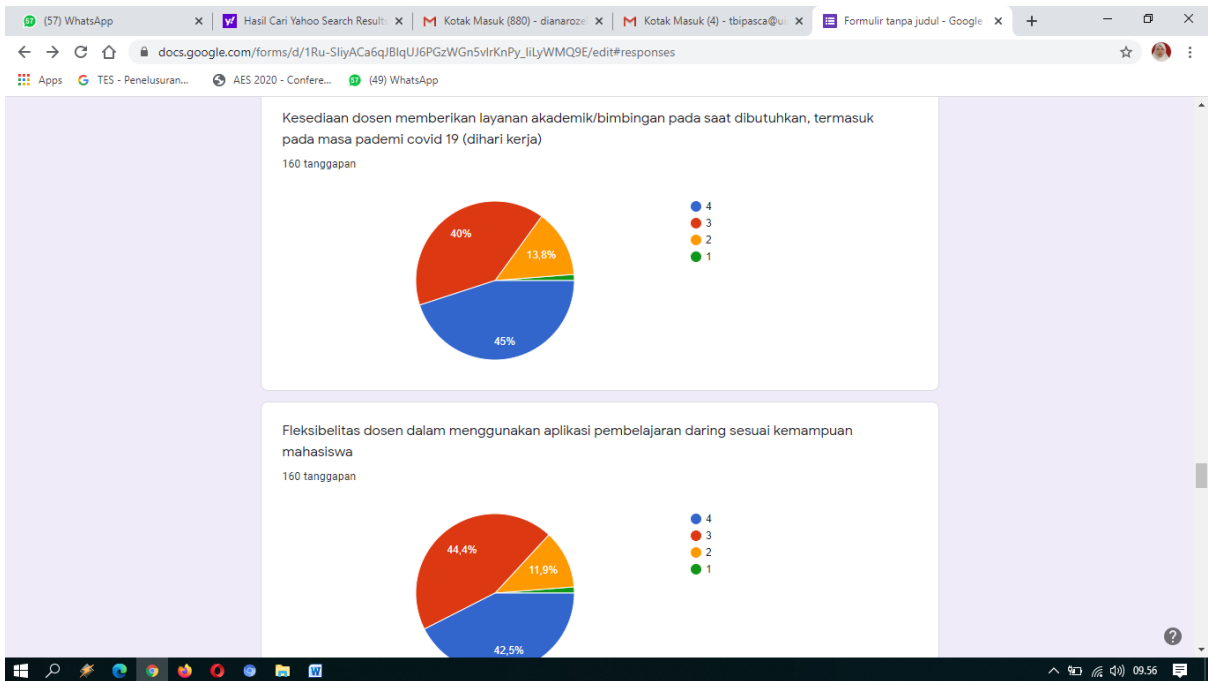 (57) WhatsApp
Hasil Cari Yahoo Search Results
Kotak Masuk (880) - dianaroze
Kotak Masuk (4) - tbipasca@ui
Formulir tanpa judul - Google
docs.google.com/forms/d/1Ru-SIiyACa6qJBlqUJ6PGzWGn5vIrKnPy_IiLyWMQ9E/edit#responses
Apps
TES - Penelusuran...
AES 2020 - Confere...
(49) WhatsApp
Kesediaan dosen memberikan layanan akademik/bimbingan pada saat dibutuhkan, termasuk
pada masa pademi covid 19 (dihari kerja)
160 tanggapan
40%
13,8%
45%
4
3
2
1
Fleksibelitas dosen dalam menggunakan aplikasi pembelajaran daring sesuai kemampuan
mahasiswa
160 tanggapan
44,4%
11,9%
42,5%
4
3
2
1
09.56